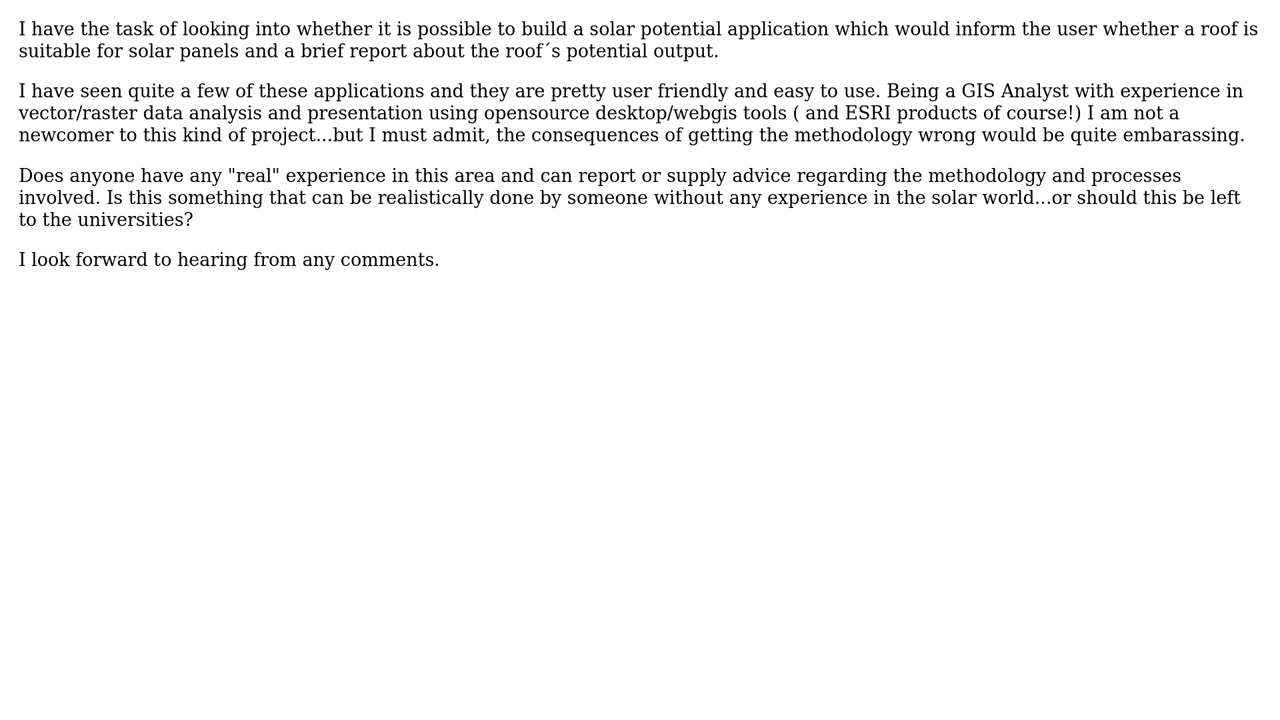 I have the task of looking into whether it is possible to build a solar potential application which would inform the user whether a roof is
suitable for solar panels and a brief report about the roof´s potential output.
I have seen quite a few of these applications and they are pretty user friendly and easy to use. Being a GIS Analyst with experience in
vector/raster data analysis and presentation using opensource desktop/webgis tools ( and ESRI products of course!) I am not a
newcomer to this kind of project...but I must admit, the consequences of getting the methodology wrong would be quite embarassing.
Does anyone have any "real" experience in this area and can report or supply advice regarding the methodology and processes
involved. Is this something that can be realistically done by someone without any experience in the solar world...or should this be left
to the universities?
I look forward to hearing from any comments.